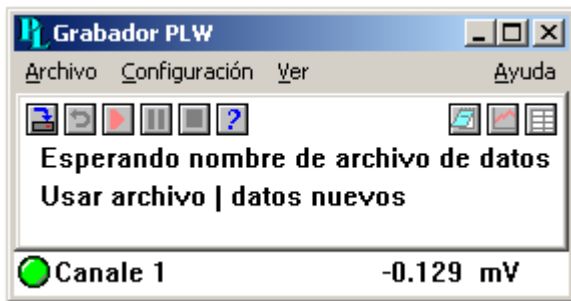 PL Grabador PLW
Archivo Configuración Ver Ayuda
?
Esperando nombre de archivo de datos
Usar archivo | datos nuevos
Canale 1 -0.129 mV